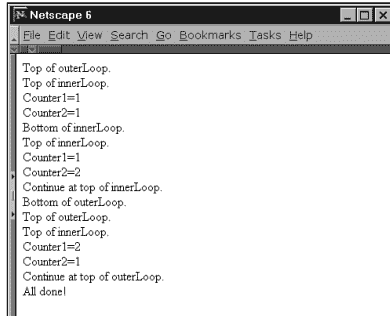 Netscape 6
File Edit View Search Go Bookmarks Tasks Help
Top of outerLoop.
Top of innerLoop.
Counter1=1
Counter2=1
Bottom of innerLoop.
Top of innerLoop.
Counter1=1
Counter2=2
Continue at top of innerLoop.
Bottom of outerLoop.
Top of outerLoop.
Top of innerLoop.
Counter1=2
Counter2=1
Continue at top of outerLoop.
All done!